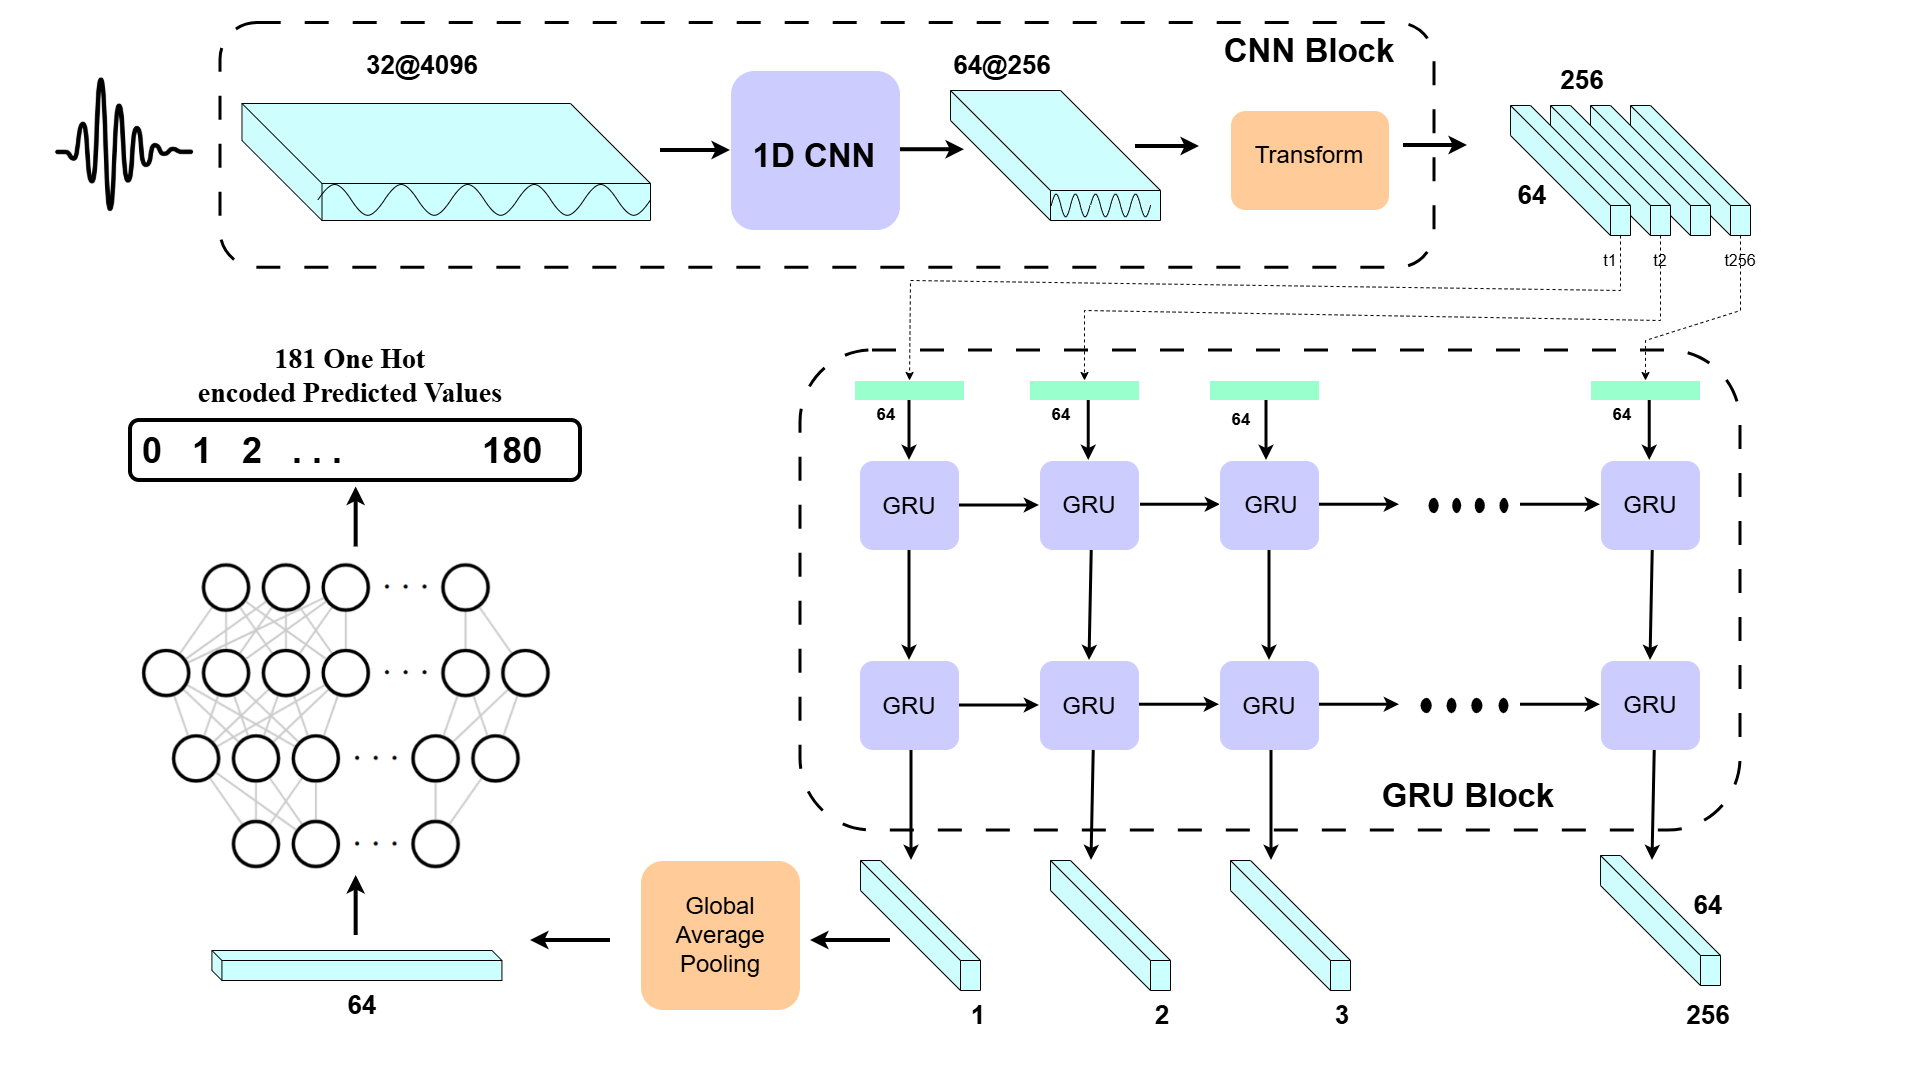 32@4096
1D CNN
64@256
CNN Block
Transform
256
64
t1
t2
t256
181 One Hot
encoded Predicted Values
0 1 2 ... 180
64
64
64
64
GRU
GRU
GRU
GRU
GRU
GRU
GRU
GRU
GRU Block
Global
Average
Pooling
64
64
1
2
3
256